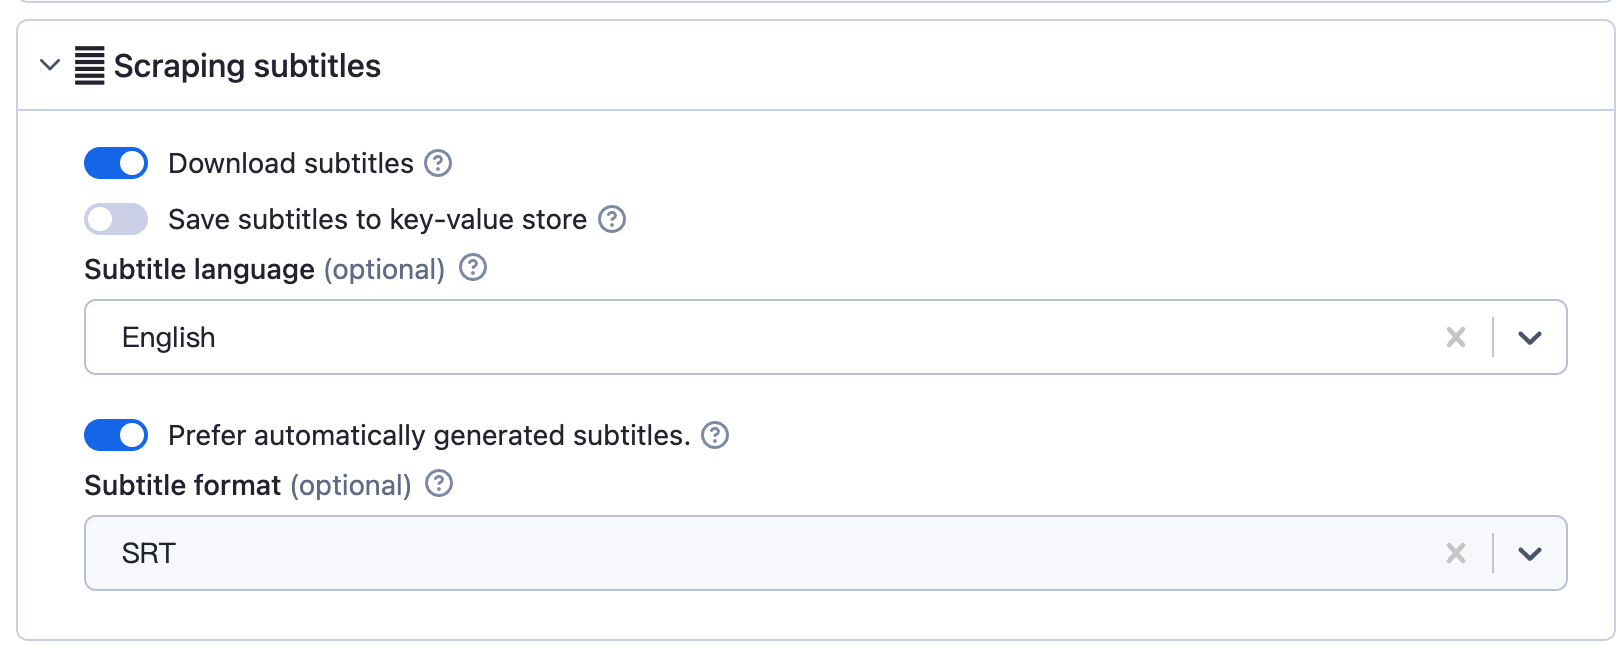 Scraping subtitles
Download subtitles ?
Save subtitles to key-value store ?
Subtitle language (optional) ?
English
Prefer automatically generated subtitles. ?
Subtitle format (optional) ?
SRT